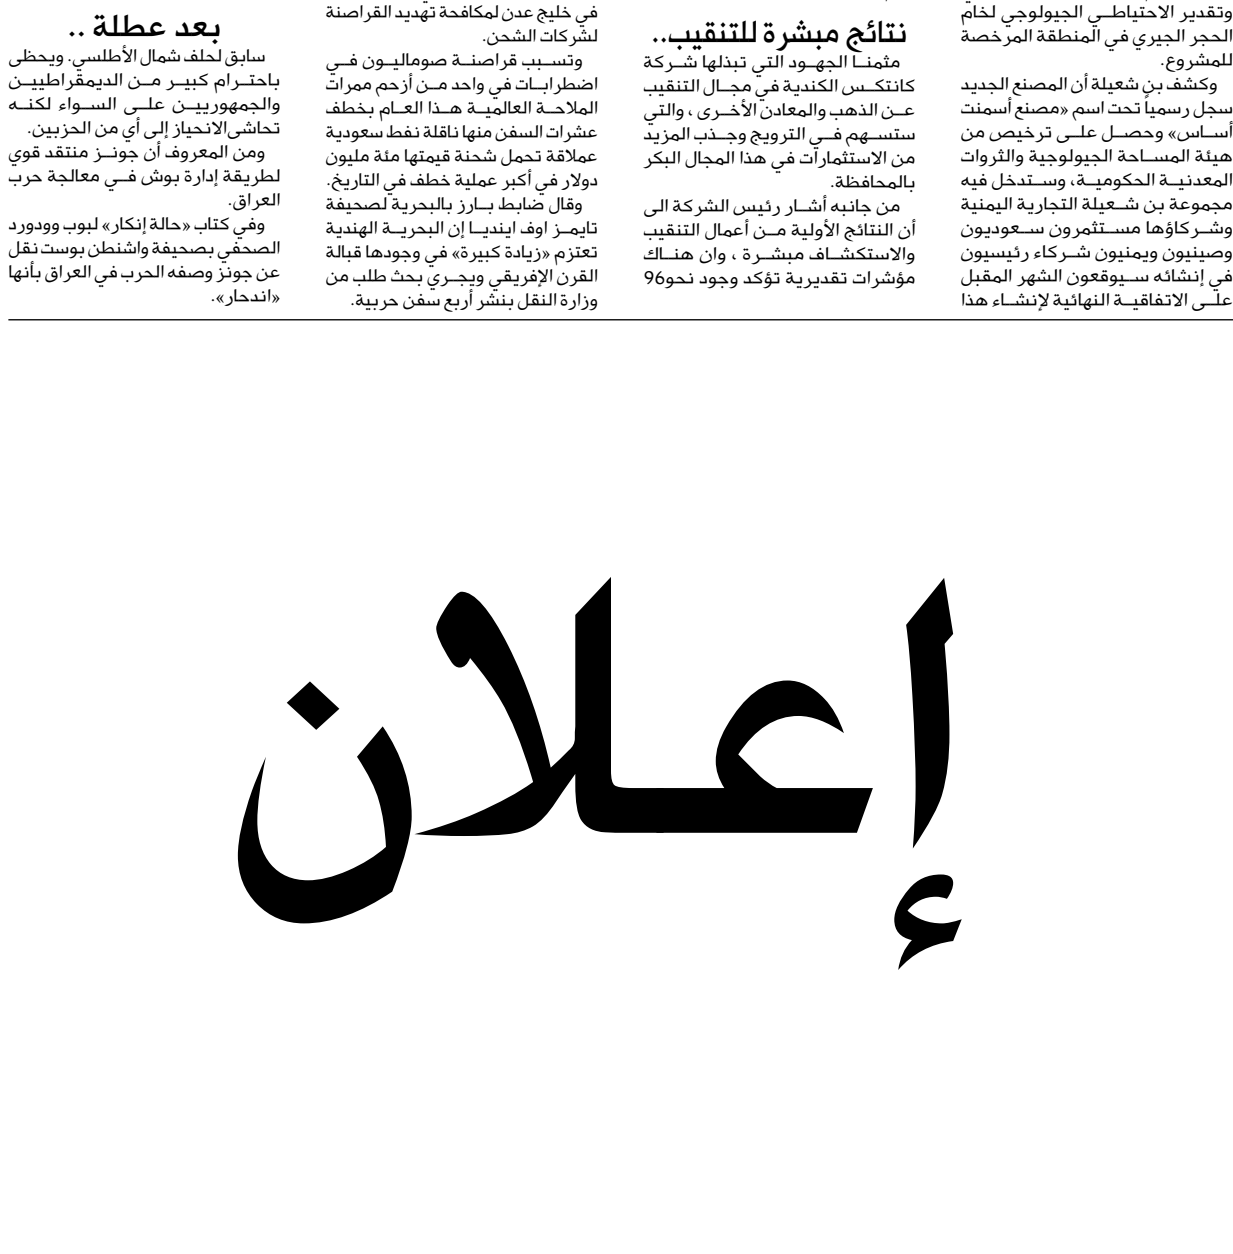 وتقدير الاحتياطي الجيولوجي لخام
الحجر الجيري في المنطقة المرخصة
للمشروع.
وكشف بن شعيلة أن المصنع الجديد
سجل رسمياً تحت اسم «مصنع أسمنت
أساس» وحصل على ترخيص من
هيئة المساحة الجيولوجية والثروات
المعدنية الحكومية، وستدخل فيه
مجموعة بن شعيلة التجارية اليمنية
وشركاؤها مستثمرون سعوديون
وصينيون ويمنيون شركاء رئيسيون
في إنشائه سيوقعون الشهر المقبل
على الاتفاقية النهائية لإنشاء هذا
نتائج مبشرة للتنقيب..
مثمنا الجهود التي تبذلها شركة
كانتكس الكندية في مجال التنقيب
عن الذهب والمعادن الأخرى ، والتي
ستسهم في الترويج وجذب المزيد
من الاستثمارات في هذا المجال البكر
بالمحافظة.
من جانبه أشار رئيس الشركة الى
أن النتائج الأولية من أعمال التنقيب
والاستكشاف مبشرة ، وان هناك
مؤشرات تقديرية تؤكد وجود نحو96
في خليج عدن لمكافحة تهديد القراصنة
لشركات الشحن.
وتسبب قراصنة صوماليون في
اضطرابات في واحد من أزحم ممرات
الملاحة العالمية هذا العام بخطف
عشرات السفن منها ناقلة نفط سعودية
عملاقة تحمل شحنة قيمتها مئة مليون
دولار في أكبر عملية خطف في التاريخ.
وقال ضابط بارز بالبحرية لصحيفة
تايمز اوف اينديا إن البحرية الهندية
تعتزم «زيادة كبيرة» في وجودها قبالة
القرن الإفريقي ويجري بحث طلب من
وزارة النقل بنشر أربع سفن حربية.
بعد عطلة ..
سابق لحلف شمال الأطلسي. ويحظى
باحترام كبير من الديمقراطيين
والجمهوريين على السواء لكنه
تحاشى الانحياز إلى أي من الحزبين.
ومن المعروف أن جونز منتقد قوي
لطريقة إدارة بوش في معالجة حرب
العراق.
وفي كتاب «حالة إنكار» لبوب وودورد
الصحفي بصحيفة واشنطن بوست نقل
عن جونز وصفه الحرب في العراق بأنها
«اندحار».
إعلان